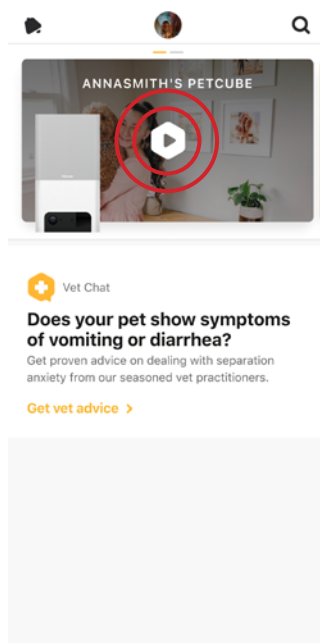 ANNASMITH'S PETCUBE
Vet Chat
Does your pet show symptoms
of vomiting or diarrhea?
Get proven advice on dealing with separation
anxiety from our seasoned vet practitioners.
Get vet advice >